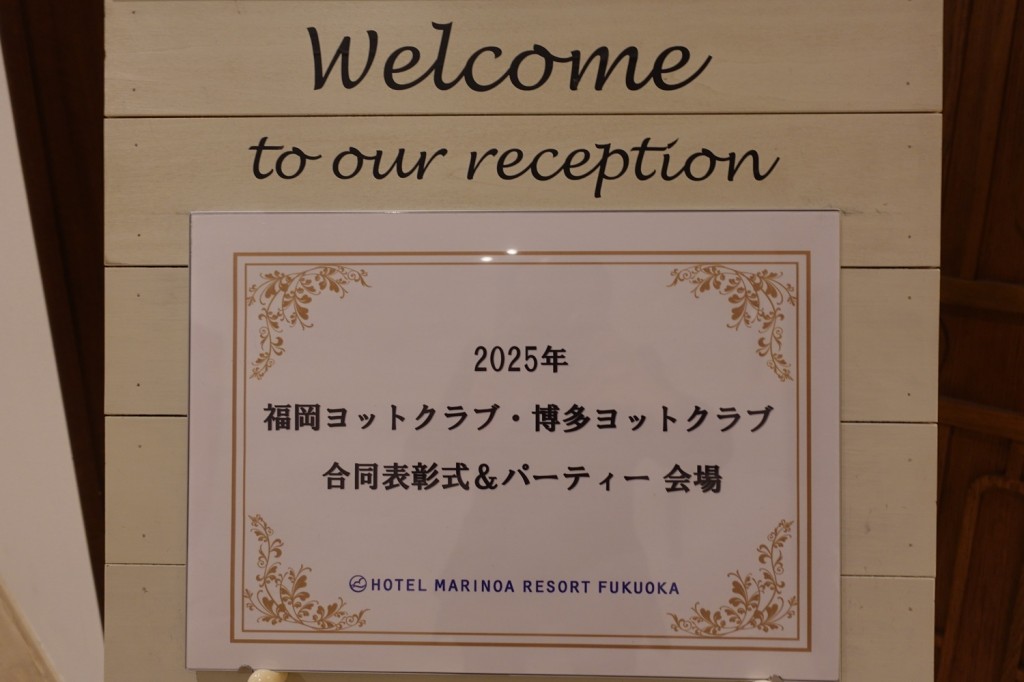 Welcome
to our reception
2025年
福岡ヨットクラブ・博多ヨットクラブ
合同表彰式＆パーティー 会場
HOTEL MARINOA RESORT FUKUOKA